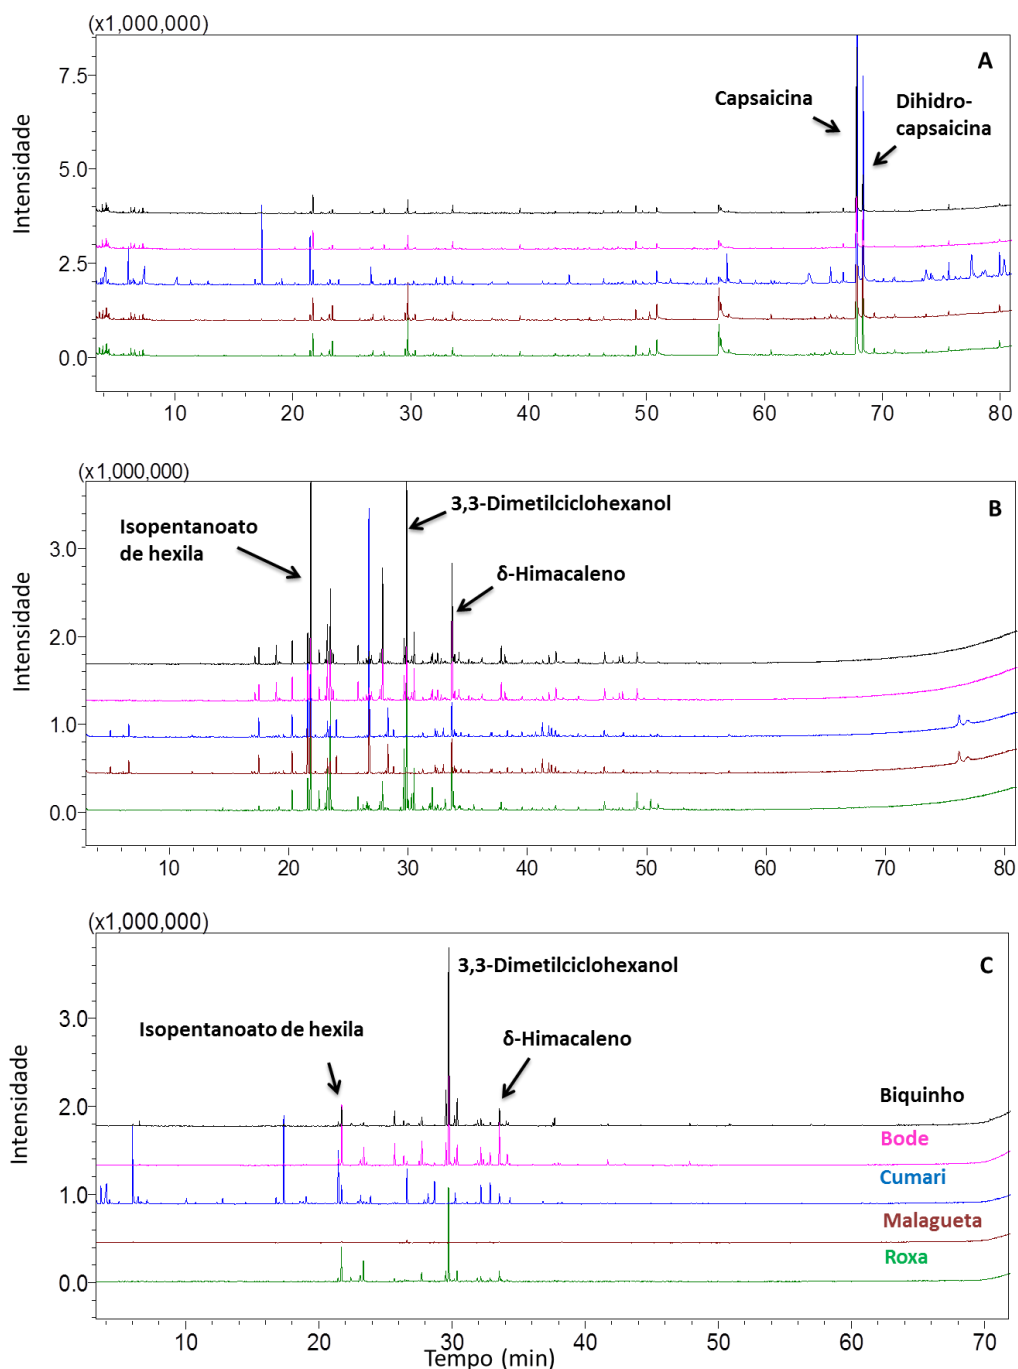 (x1,000,000)
A
7.5
Capsaicina
Dihidro-
capsaicina
5.0
2.5
0.0
Intensidade
10 20 30 40 50 60 70 80
(x1,000,000)
B
3,3-Dimetilciclohexanol
Isopentanoato
de hexila
3.0
δ-Himacaleno
2.0
1.0
0.0
Intensidade
10 20 30 40 50 60 70 80
(x1,000,000)
C
3,3-Dimetilciclohexanol
3.0
Isopentanoato de hexila
δ-Himacaleno
2.0
Biquinho
Bode
Cumari
1.0
Malagueta
Roxa
0.0
Intensidade
10 20 30 40 50 60 70
Tempo (min)